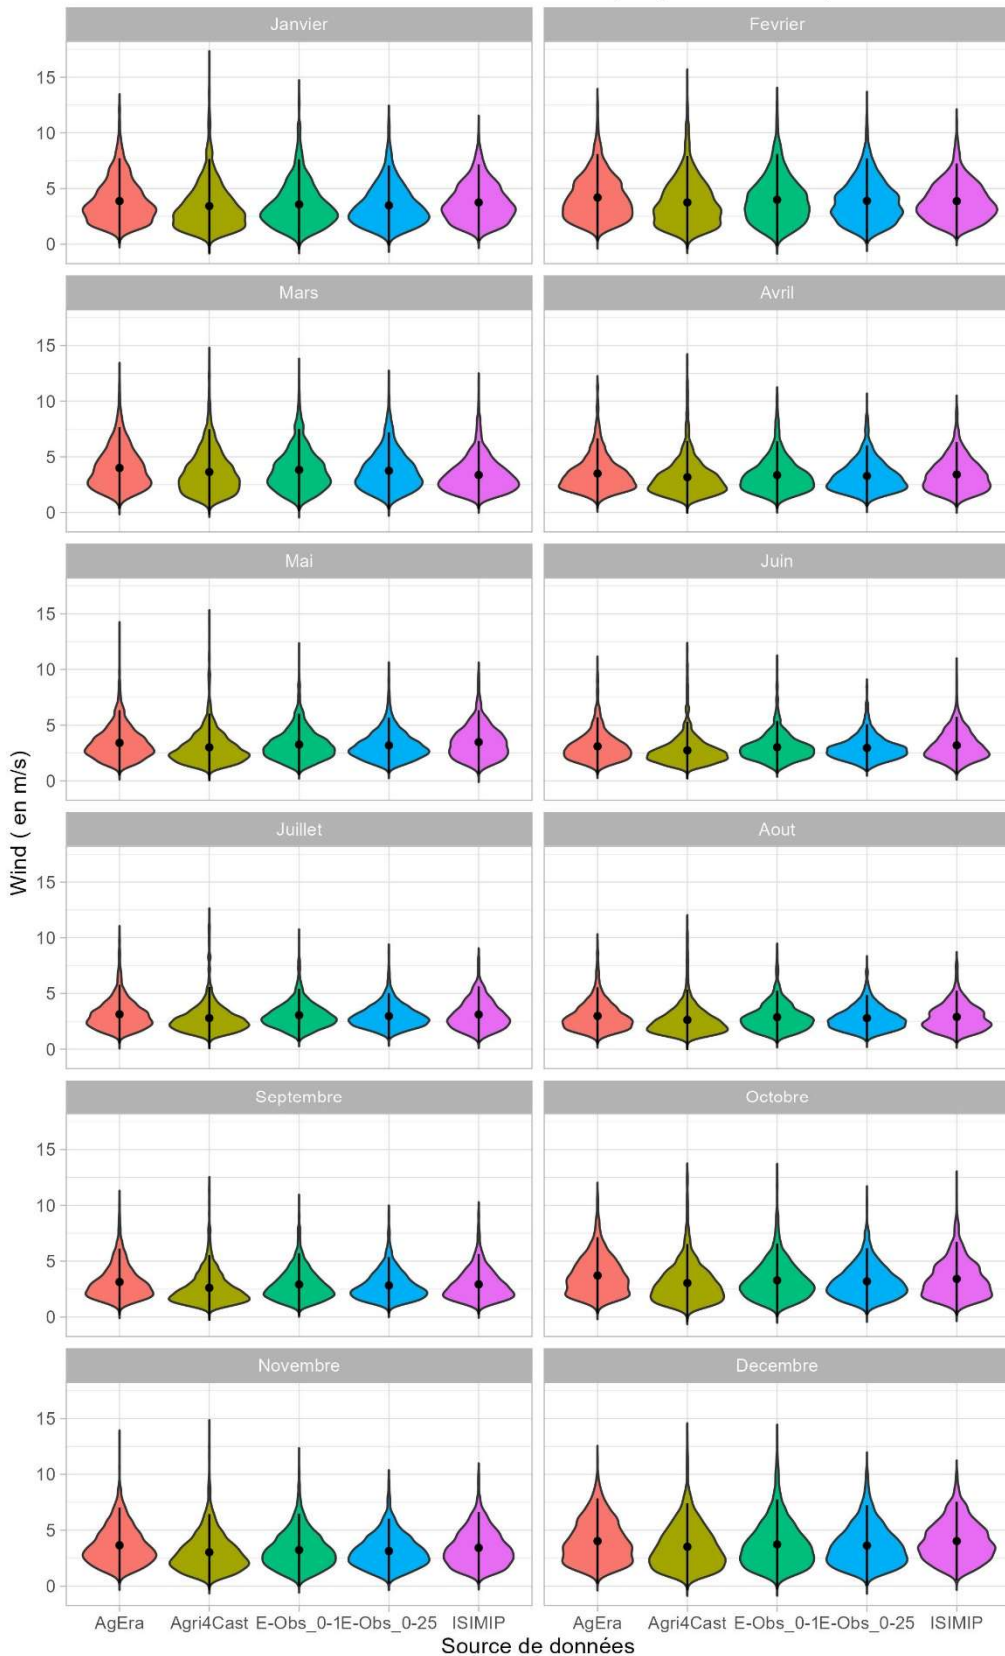 Janvier
Fevrier
15
10
5
0
Mars
Avril
15
10
5
0
Mai
Juin
15
10
5
0
Juillet
Aout
15
10
5
0
Septembre
Octobre
15
10
5
0
Novembre
Decembre
15
10
5
0
Wind ( en m/s)
AgEra Agri4Cast E-Obs_0-1E-Obs_0-25 ISIMIP
AgEra Agri4Cast E-Obs_0-1E-Obs_0-25 ISIMIP
Source de données